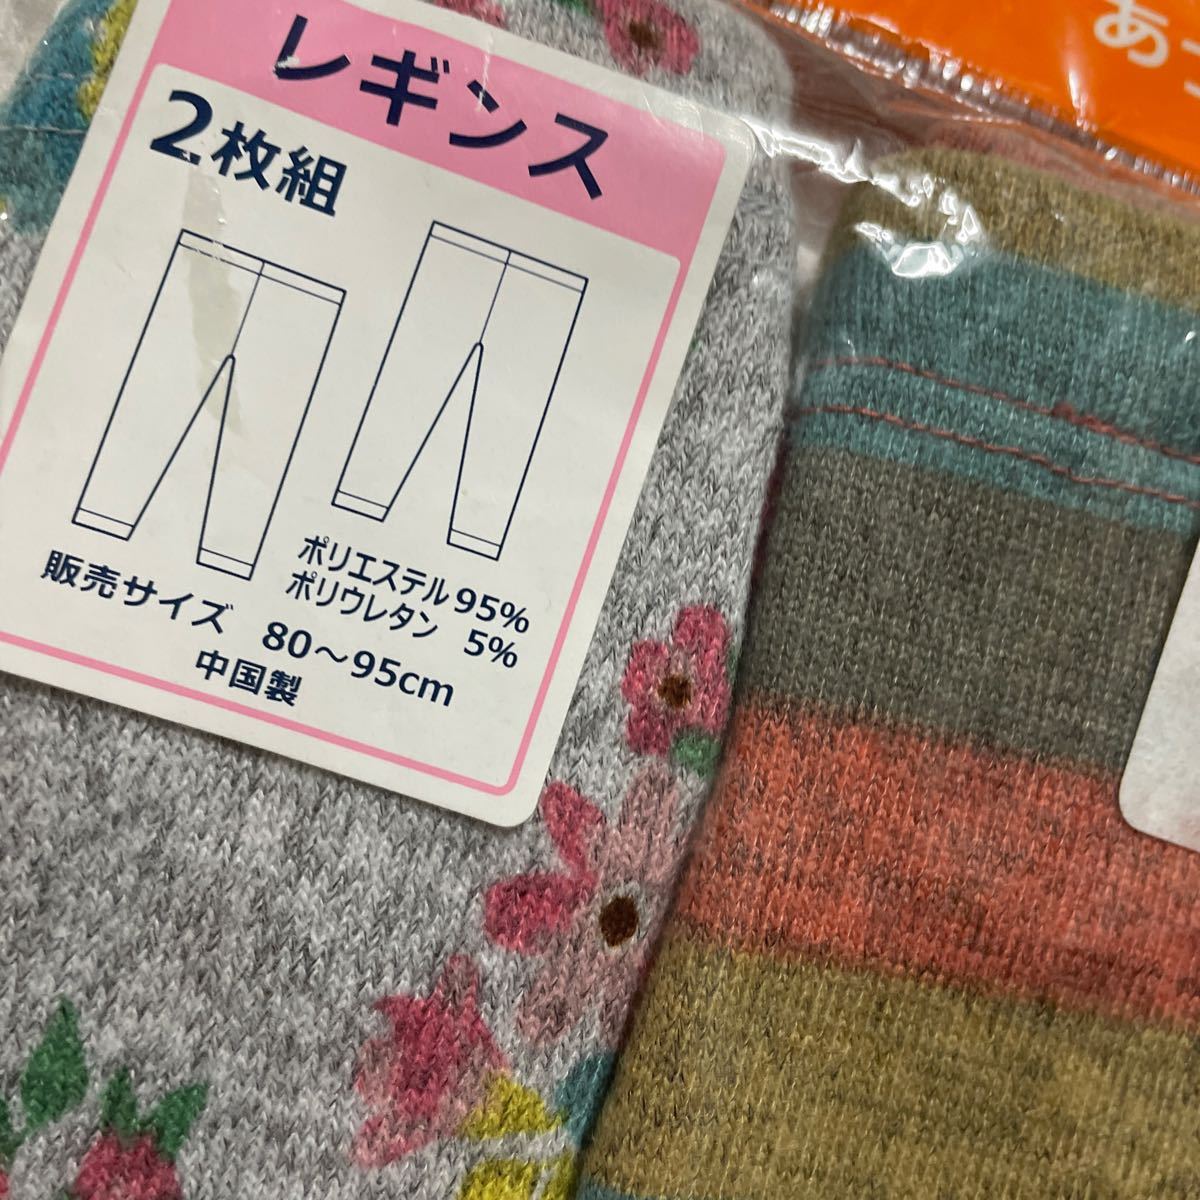 レギンス
2枚組
ポリエステル 95%
ポリウレタン 5%
販売サイズ 80～95cm
中国製
あ